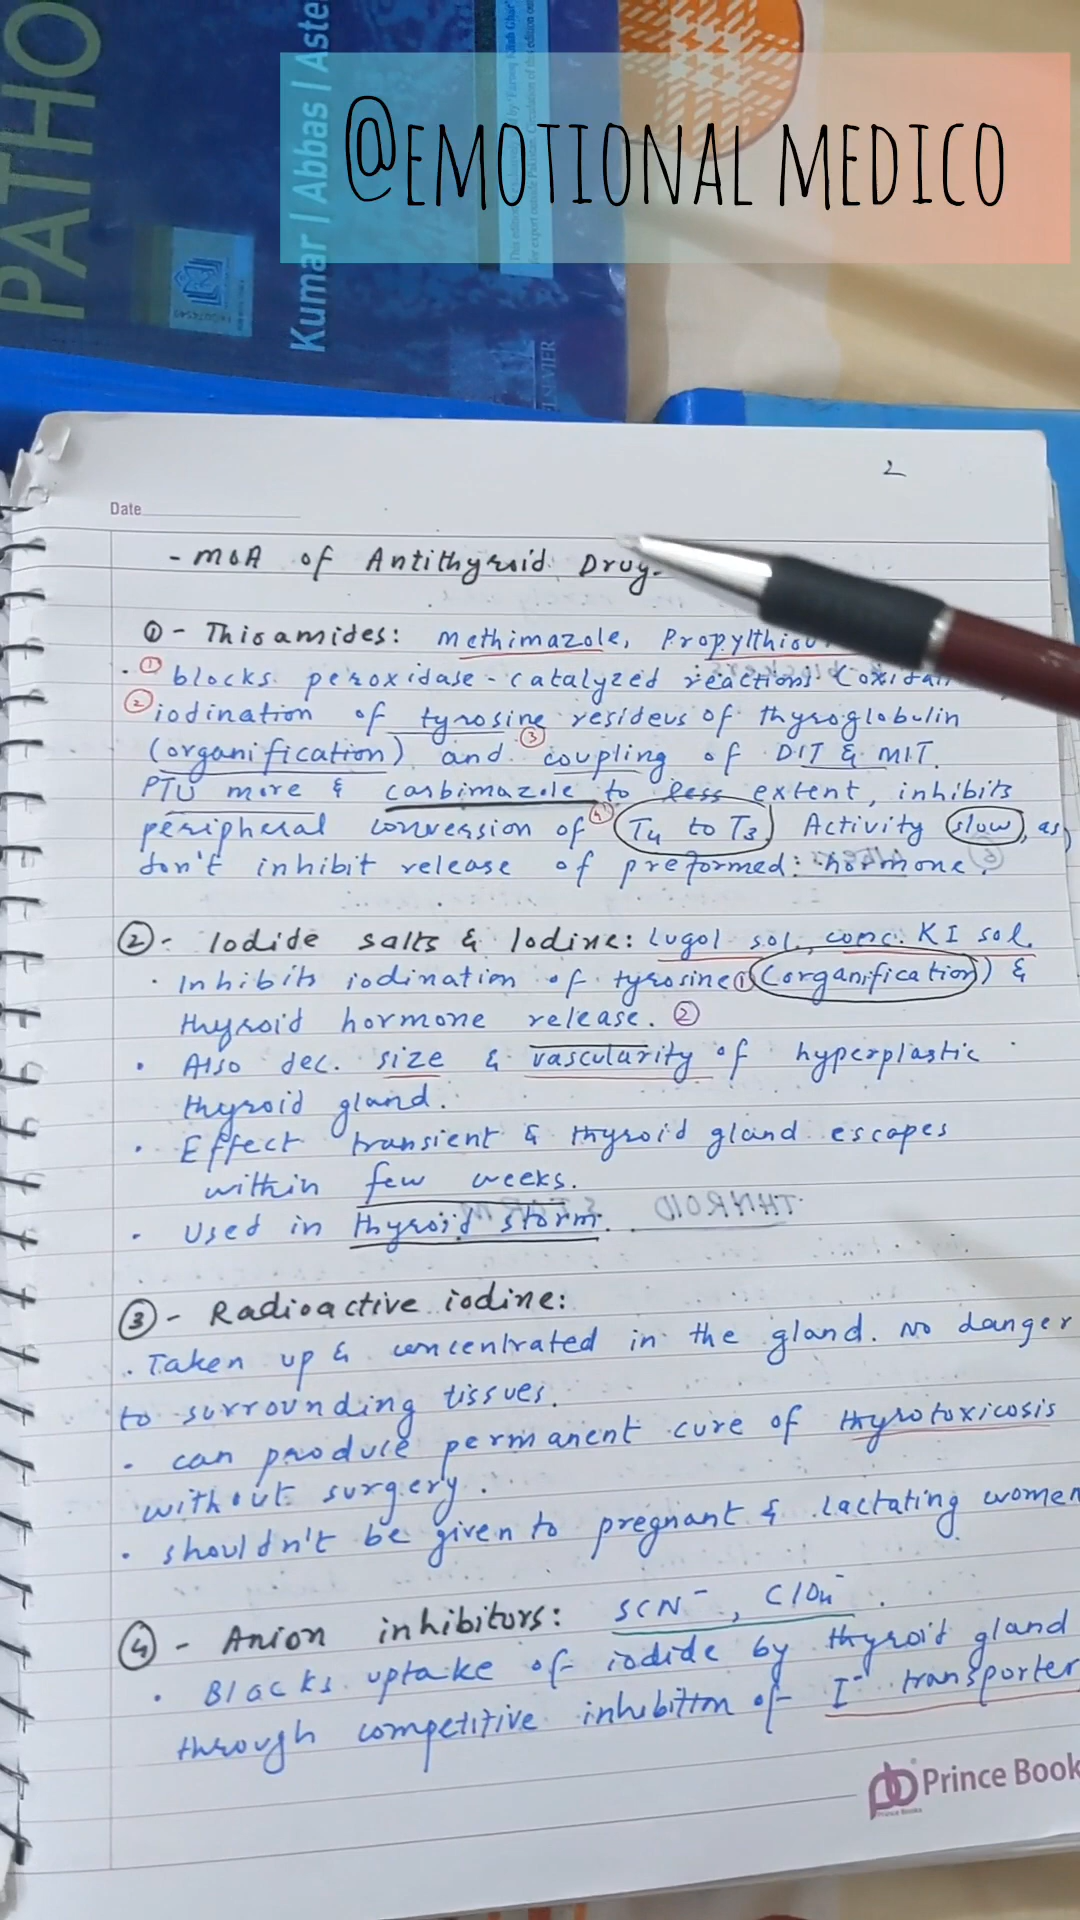 @EMOTIONAL MEDICO
PATHO
Kumar | Abbas | Aste
ELSEVIER
2
Date
- MOA of Antithyroid Drug
① - Thioamides: Methimazole, Propylthiou
· ① blocks peroxidase - catalyzed reactions
② iodination of tyrosine resideus of thyroglobulin
(organification) and ③ coupling of DIT & MIT.
PTU more & carbimazole to less extent, inhibits
peripheral conversion of ④ T4 to T3 Activity slow, as
don't inhibit release of preformed hormone.
② - Iodide salts & Iodine: Lugol sol., conc. KI sol.
· Inhibits iodination of tyrosine ① (organification) &
thyroid hormone release. ②
· Also dec. size & vascularity of hyperplastic
thyroid gland.
· Effect transient & thyroid gland escapes
within few weeks.
· Used in thyroid storm.
③ - Radioactive iodine:
· Taken up & concentrated in the gland. No danger
to surrounding tissues.
· can produce permanent cure of thyrotoxicosis
without surgery.
· shouldn't be given to pregnant & lactating women
④ - Anion inhibitors: SCN⁻, ClO4⁻.
· Blocks uptake of iodide by thyroid gland
through competitive inhibition of I⁻ transporter
Prince Book